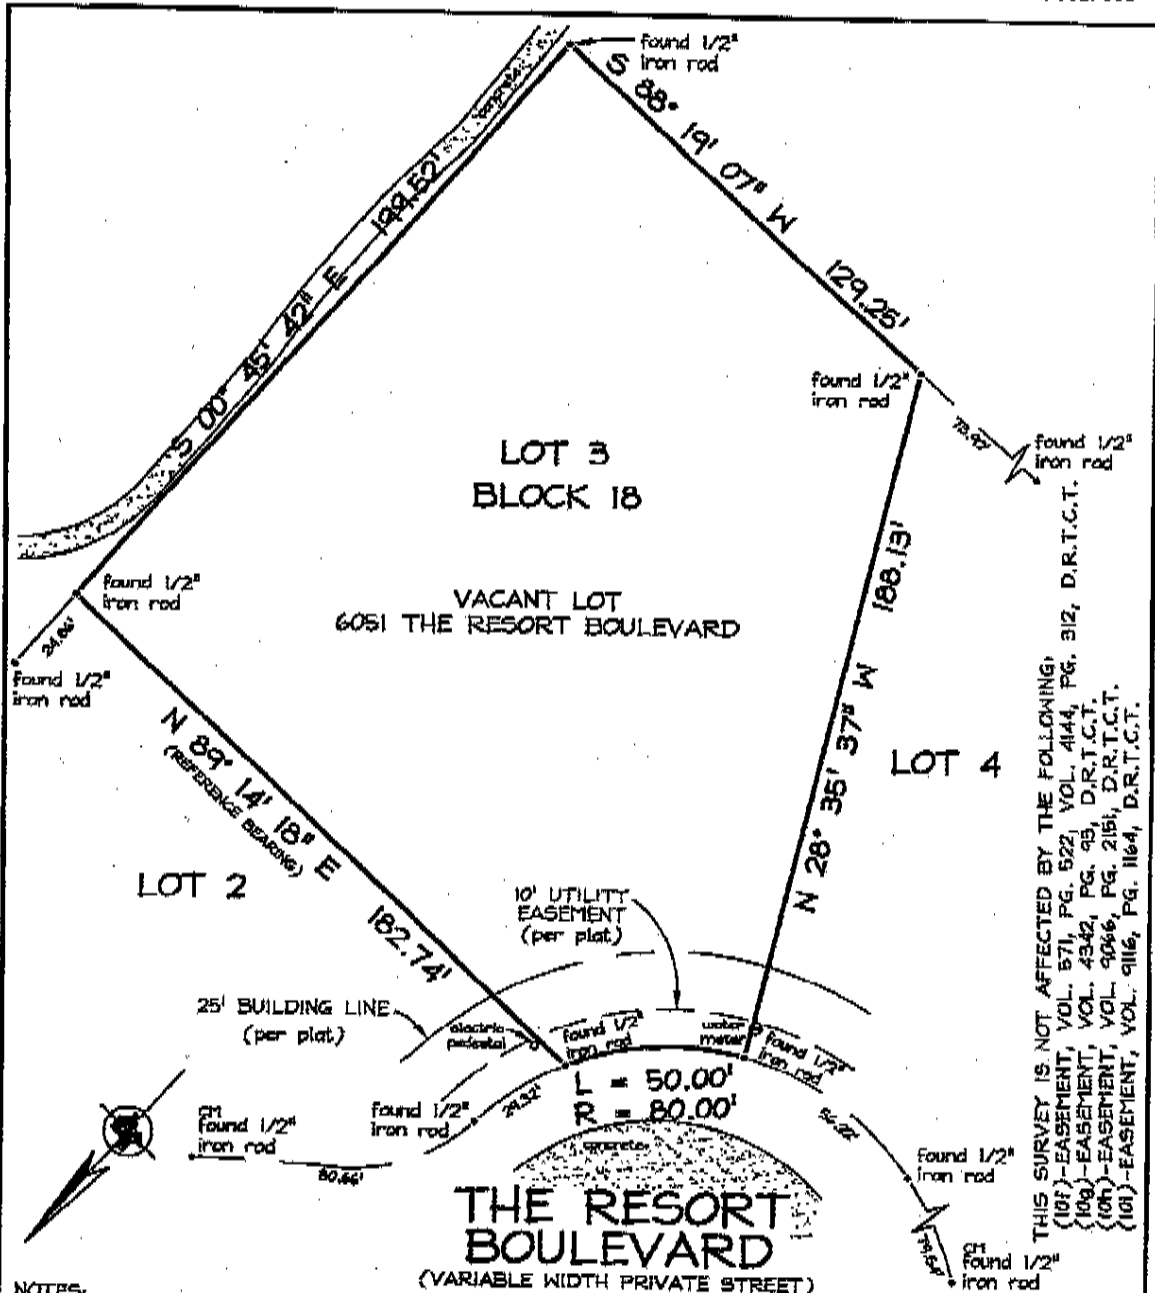 found 1/2"
iron rod
S 88° 19' 07" W 129.25'
concrete
S 00° 45' 42" E 199.52'
found 1/2"
iron rod
found 1/2"
iron rod
LOT 3
BLOCK 18
VACANT LOT
6051 THE RESORT BOULEVARD
188.13'
N 28° 35' 37" W
found 1/2"
iron rod
24.66'
found 1/2"
iron rod
N 89° 14' 18" E
(REFERENCE BEARING)
182.74'
LOT 2
LOT 4
10' UTILITY
EASEMENT
(per plat)
25' BUILDING LINE
(per plat)
electric
pedestal
found 1/2"
iron rod
water
meter
found 1/2"
iron rod
L = 50.00'
R = 80.00'
29.32'
found 1/2"
iron rod
CM
found 1/2"
iron rod
80.66'
concrete
found 1/2"
iron rod
CM
found 1/2"
iron rod
THE RESORT
BOULEVARD
(VARIABLE WIDTH PRIVATE STREET)
THIS SURVEY IS NOT AFFECTED BY THE FOLLOWING:
(10f)-EASEMENT, VOL. 571, PG. 522, VOL. 4144, PG. 312, D.R.T.C.T.
(10g)-EASEMENT, VOL. 4342, PG. 93, D.R.T.C.T.
(10h)-EASEMENT, VOL. 9066, PG. 2151, D.R.T.C.T.
(10i)-EASEMENT, VOL. 9116, PG. 1164, D.R.T.C.T.
NOTES: